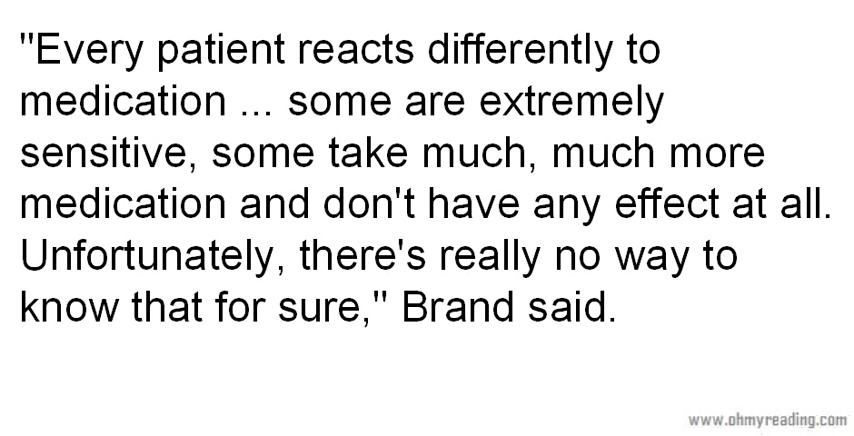 "Every patient reacts differently to
medication ... some are extremely
sensitive, some take much, much more
medication and don't have any effect at all.
Unfortunately, there's really no way to
know that for sure," Brand said.
www.ohmyreading.com